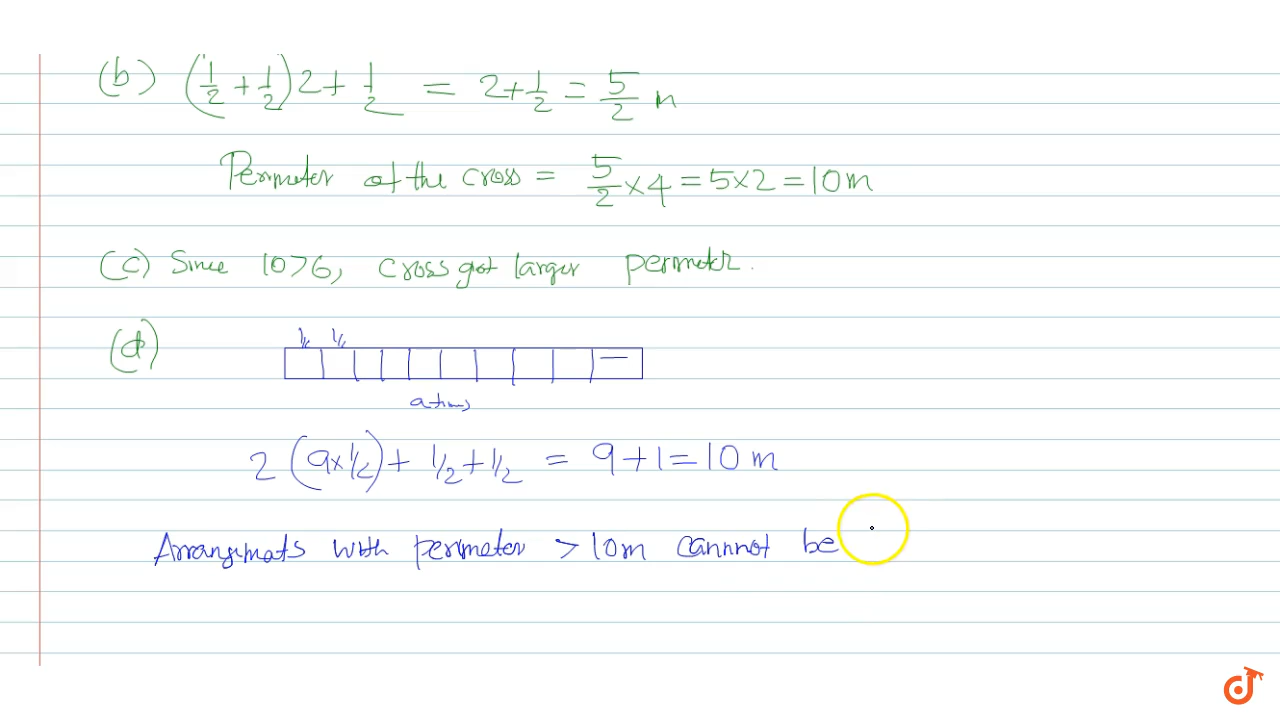 (b) (1/2 + 1/2) 2 + 1/2 = 2 + 1/2 = 5/2 m
Perimeter of the cross = 5/2 × 4 = 5 × 2 = 10 m
(c) Since 10 > 6, cross got larger perimeter.
(d)
1/2 1/2
2 (9 × 1/2) + 1/2 + 1/2 = 9 + 1 = 10 m
Arrangements with perimeter > 10m cannnot be